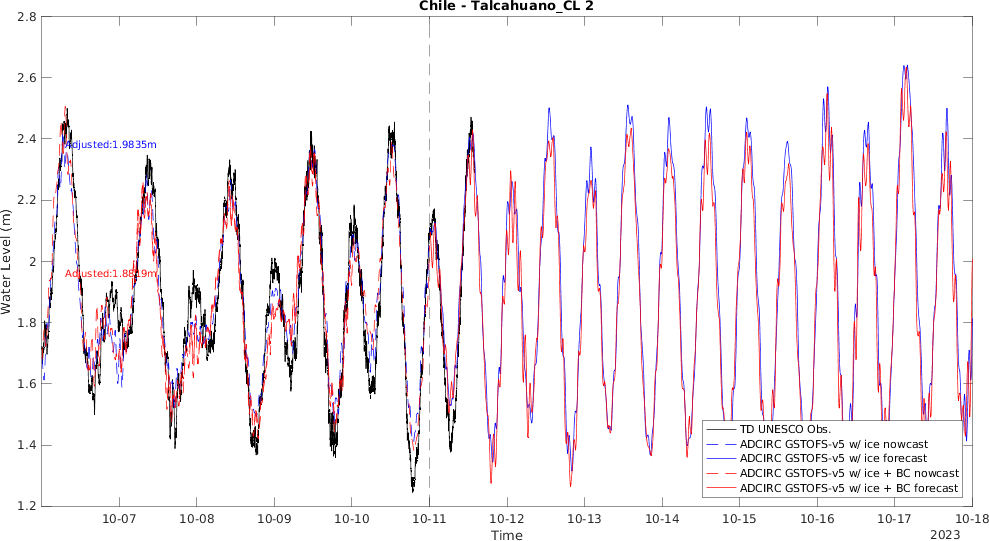 Chile - Talcahuano_CL 2
2.8
2.6
2.4
2.2
2
1.8
1.6
1.4
1.2
Water Level (m)
Adjusted:1.9835m
Adjusted:1.8819m
TD UNESCO Obs.
ADCIRC GSTOFS-v5 w/ ice nowcast
ADCIRC GSTOFS-v5 w/ ice forecast
ADCIRC GSTOFS-v5 w/ ice + BC nowcast
ADCIRC GSTOFS-v5 w/ ice + BC forecast
10-07 10-08 10-09 10-10 10-11 10-12 10-13 10-14 10-15 10-16 10-17 10-18
Time
2023